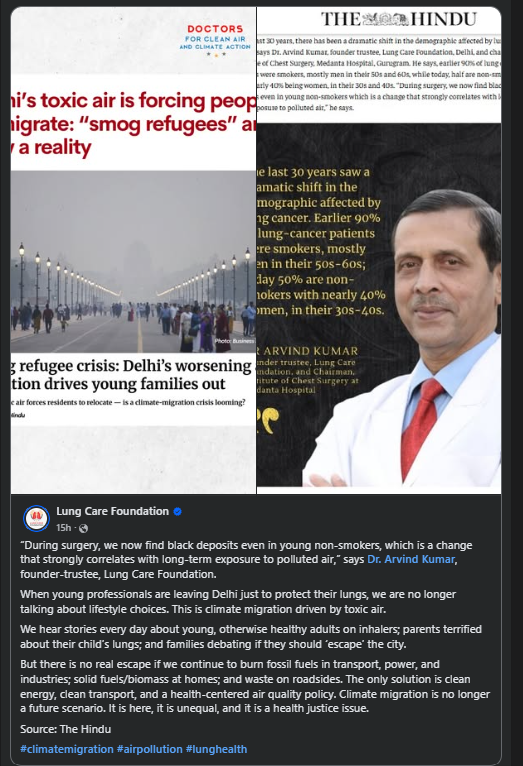 DOCTORS
FOR CLEAN AIR
AND CLIMATE ACTION
hi's toxic air is forcing peop
migrate: “smog refugees” a
y a reality
Photo: Business
g refugee crisis: Delhi's worsening
tion drives young families out
c air forces residents to relocate — is a climate-migration crisis looming?
Hindu
THE HINDU
ast 30 years, there has been a dramatic shift in the demographic affected by lu
says Dr. Arvind Kumar, founder trustee, Lung Care Foundation, Delhi, and cha
f Chest Surgery, Medanta Hospital, Gurugram. He says, earlier 90% of lung
s were smokers, mostly men in their 50s and 60s, while today, half are non-sm
arly 40% being women, in their 30s and 40s. “During surgery, we now find blac
s even in young non-smokers which is a change that strongly correlates with l
posure to polluted air,” he says.
e last 30 years saw a
amatic shift in the
mographic affected by
ng cancer. Earlier 90%
lung-cancer patients
ere smokers, mostly
en in their 50s-60s;
day 50% are non-
mokers with nearly 40%
omen, in their 30s-40s.
R ARVIND KUMAR
under trustee, Lung Care
undation, and Chairman,
stitute of Chest Surgery at
edanta Hospital
Lung Care Foundation
15h ·
“During surgery, we now find black deposits even in young non-smokers, which is a change
that strongly correlates with long-term exposure to polluted air,” says Dr. Arvind Kumar,
founder-trustee, Lung Care Foundation.
When young professionals are leaving Delhi just to protect their lungs, we are no longer
talking about lifestyle choices. This is climate migration driven by toxic air.
We hear stories every day about young, otherwise healthy adults on inhalers; parents terrified
about their child's lungs; and families debating if they should ‘escape’ the city.
But there is no real escape if we continue to burn fossil fuels in transport, power, and
industries; solid fuels/biomass at homes; and waste on roadsides. The only solution is clean
energy, clean transport, and a health-centered air quality policy. Climate migration is no longer
a future scenario. It is here, it is unequal, and it is a health justice issue.
Source: The Hindu
#climatemigration #airpollution #lunghealth